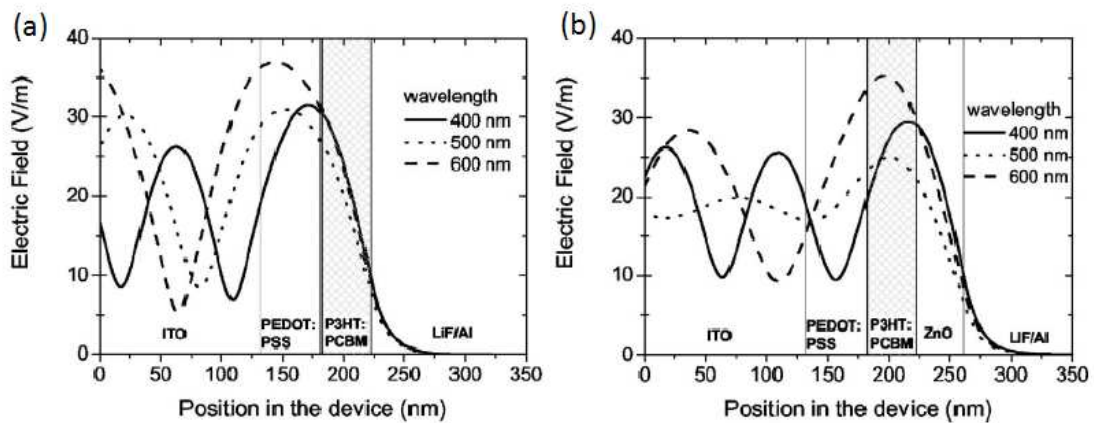 (a)
40
30
20
10
0
Electric Field (V/m)
wavelength
400 nm
500 nm
600 nm
ITO
PEDOT:
PSS
P3HT:
PCBM
LiF/Al
0 50 100 150 200 250 300 350
Position in the device (nm)
(b)
40
30
20
10
0
Electric Field (V/m)
wavelength
400 nm
500 nm
600 nm
ITO
PEDOT:
PSS
P3HT:
PCBM
ZnO
LiF/Al
0 50 100 150 200 250 300 350
Position in the device (nm)